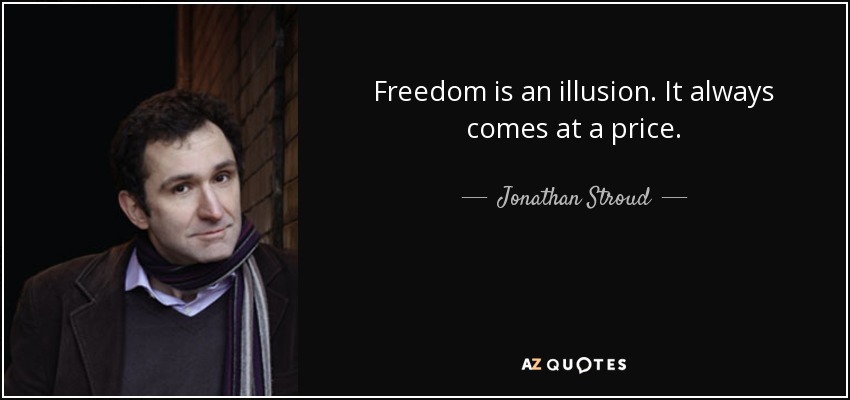 Freedom is an illusion. It always
comes at a price.
Jonathan Stroud
AZ QUOTES